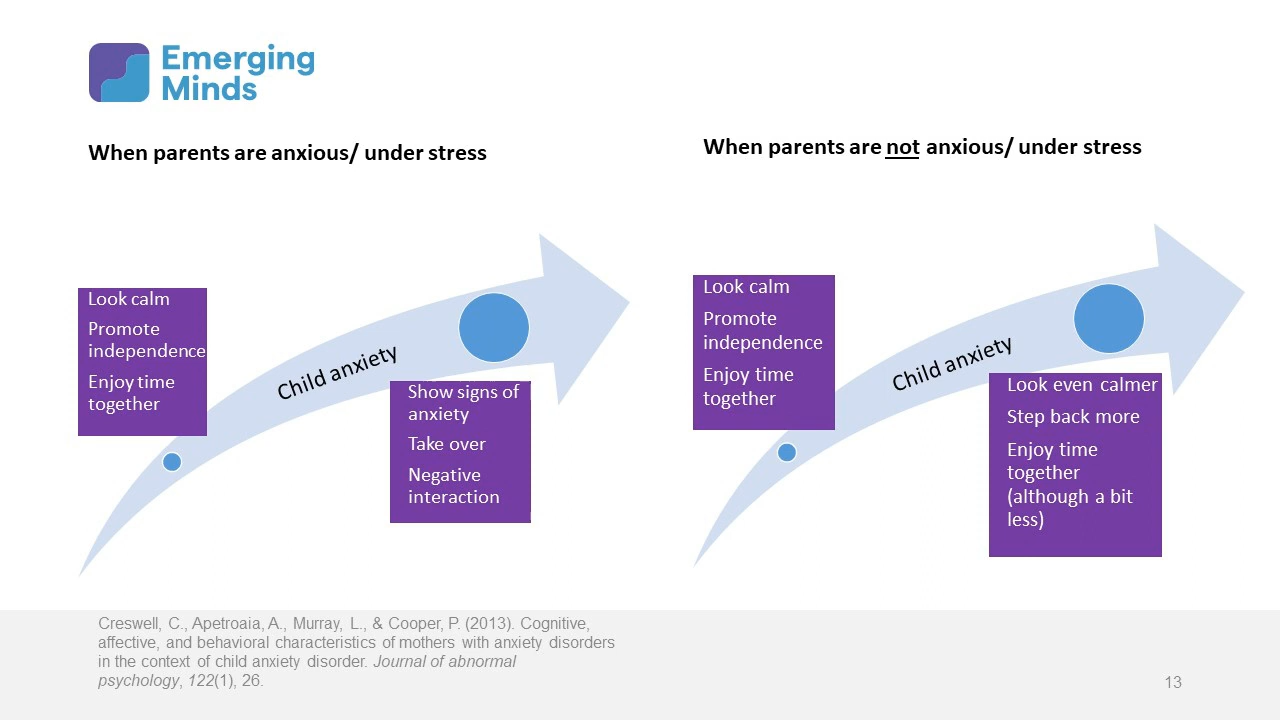 Emerging
Minds
When parents are anxious/ under stress
Look calm
Promote
independence
Enjoy time
together
Child anxiety
Show signs of
anxiety
Take over
Negative
interaction
When parents are not anxious/ under stress
Look calm
Promote
independence
Enjoy time
together
Child anxiety
Look even calmer
Step back more
Enjoy time
together
(although a bit
less)
Creswell, C., Apetroaia, A., Murray, L., & Cooper, P. (2013). Cognitive,
affective, and behavioral characteristics of mothers with anxiety disorders
in the context of child anxiety disorder. Journal of abnormal
psychology, 122(1), 26.
13